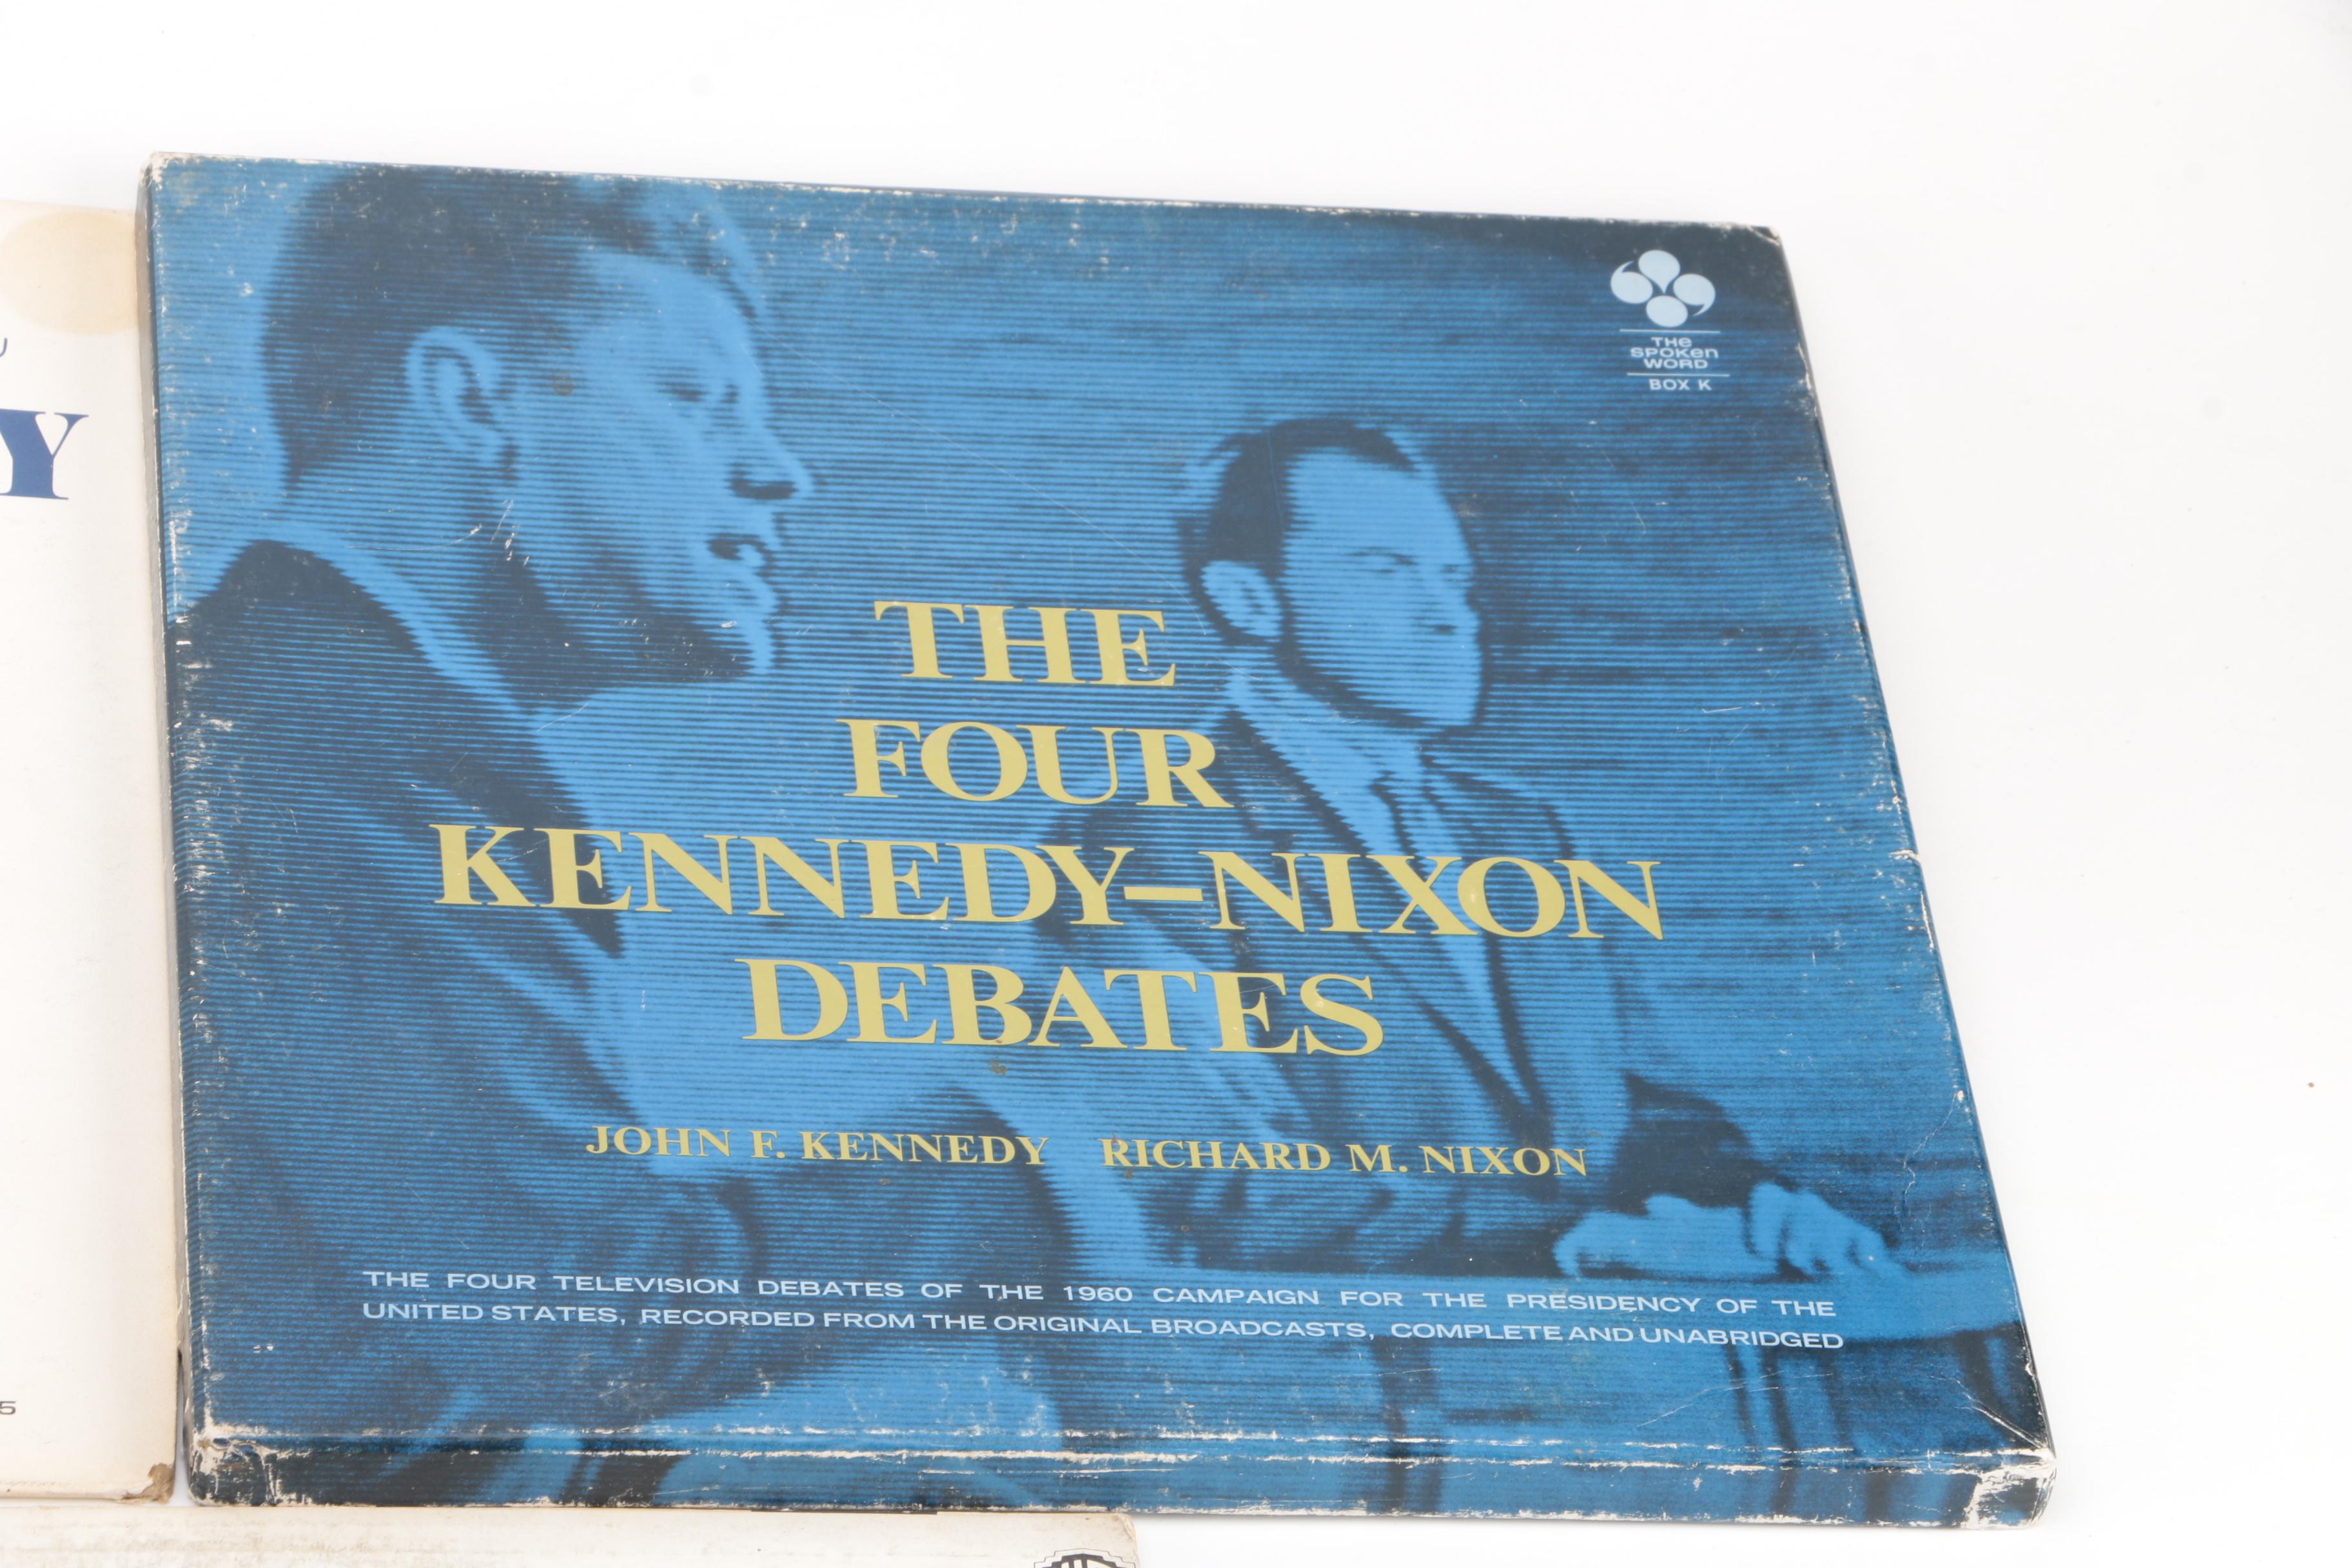 THE
SPOKEN
WORD
BOX K
THE
FOUR
KENNEDY–NIXON
DEBATES
JOHN F. KENNEDY RICHARD M. NIXON
THE FOUR TELEVISION DEBATES OF THE 1960 CAMPAIGN FOR THE PRESIDENCY OF THE
UNITED STATES, RECORDED FROM THE ORIGINAL BROADCASTS, COMPLETE AND UNABRIDGED
Y
5